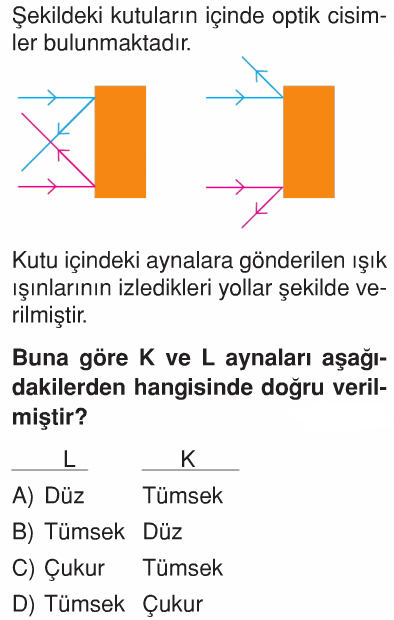 Şekildeki kutuların içinde optik cisim-
ler bulunmaktadır.
Kutu içindeki aynalara gönderilen ışık
ışınlarının izledikleri yollar şekilde ve-
rilmiştir.
Buna göre K ve L aynaları aşağı-
dakilerden hangisinde doğru veril-
miştir?
L K
A) Düz Tümsek
B) Tümsek Düz
C) Çukur Tümsek
D) Tümsek Çukur